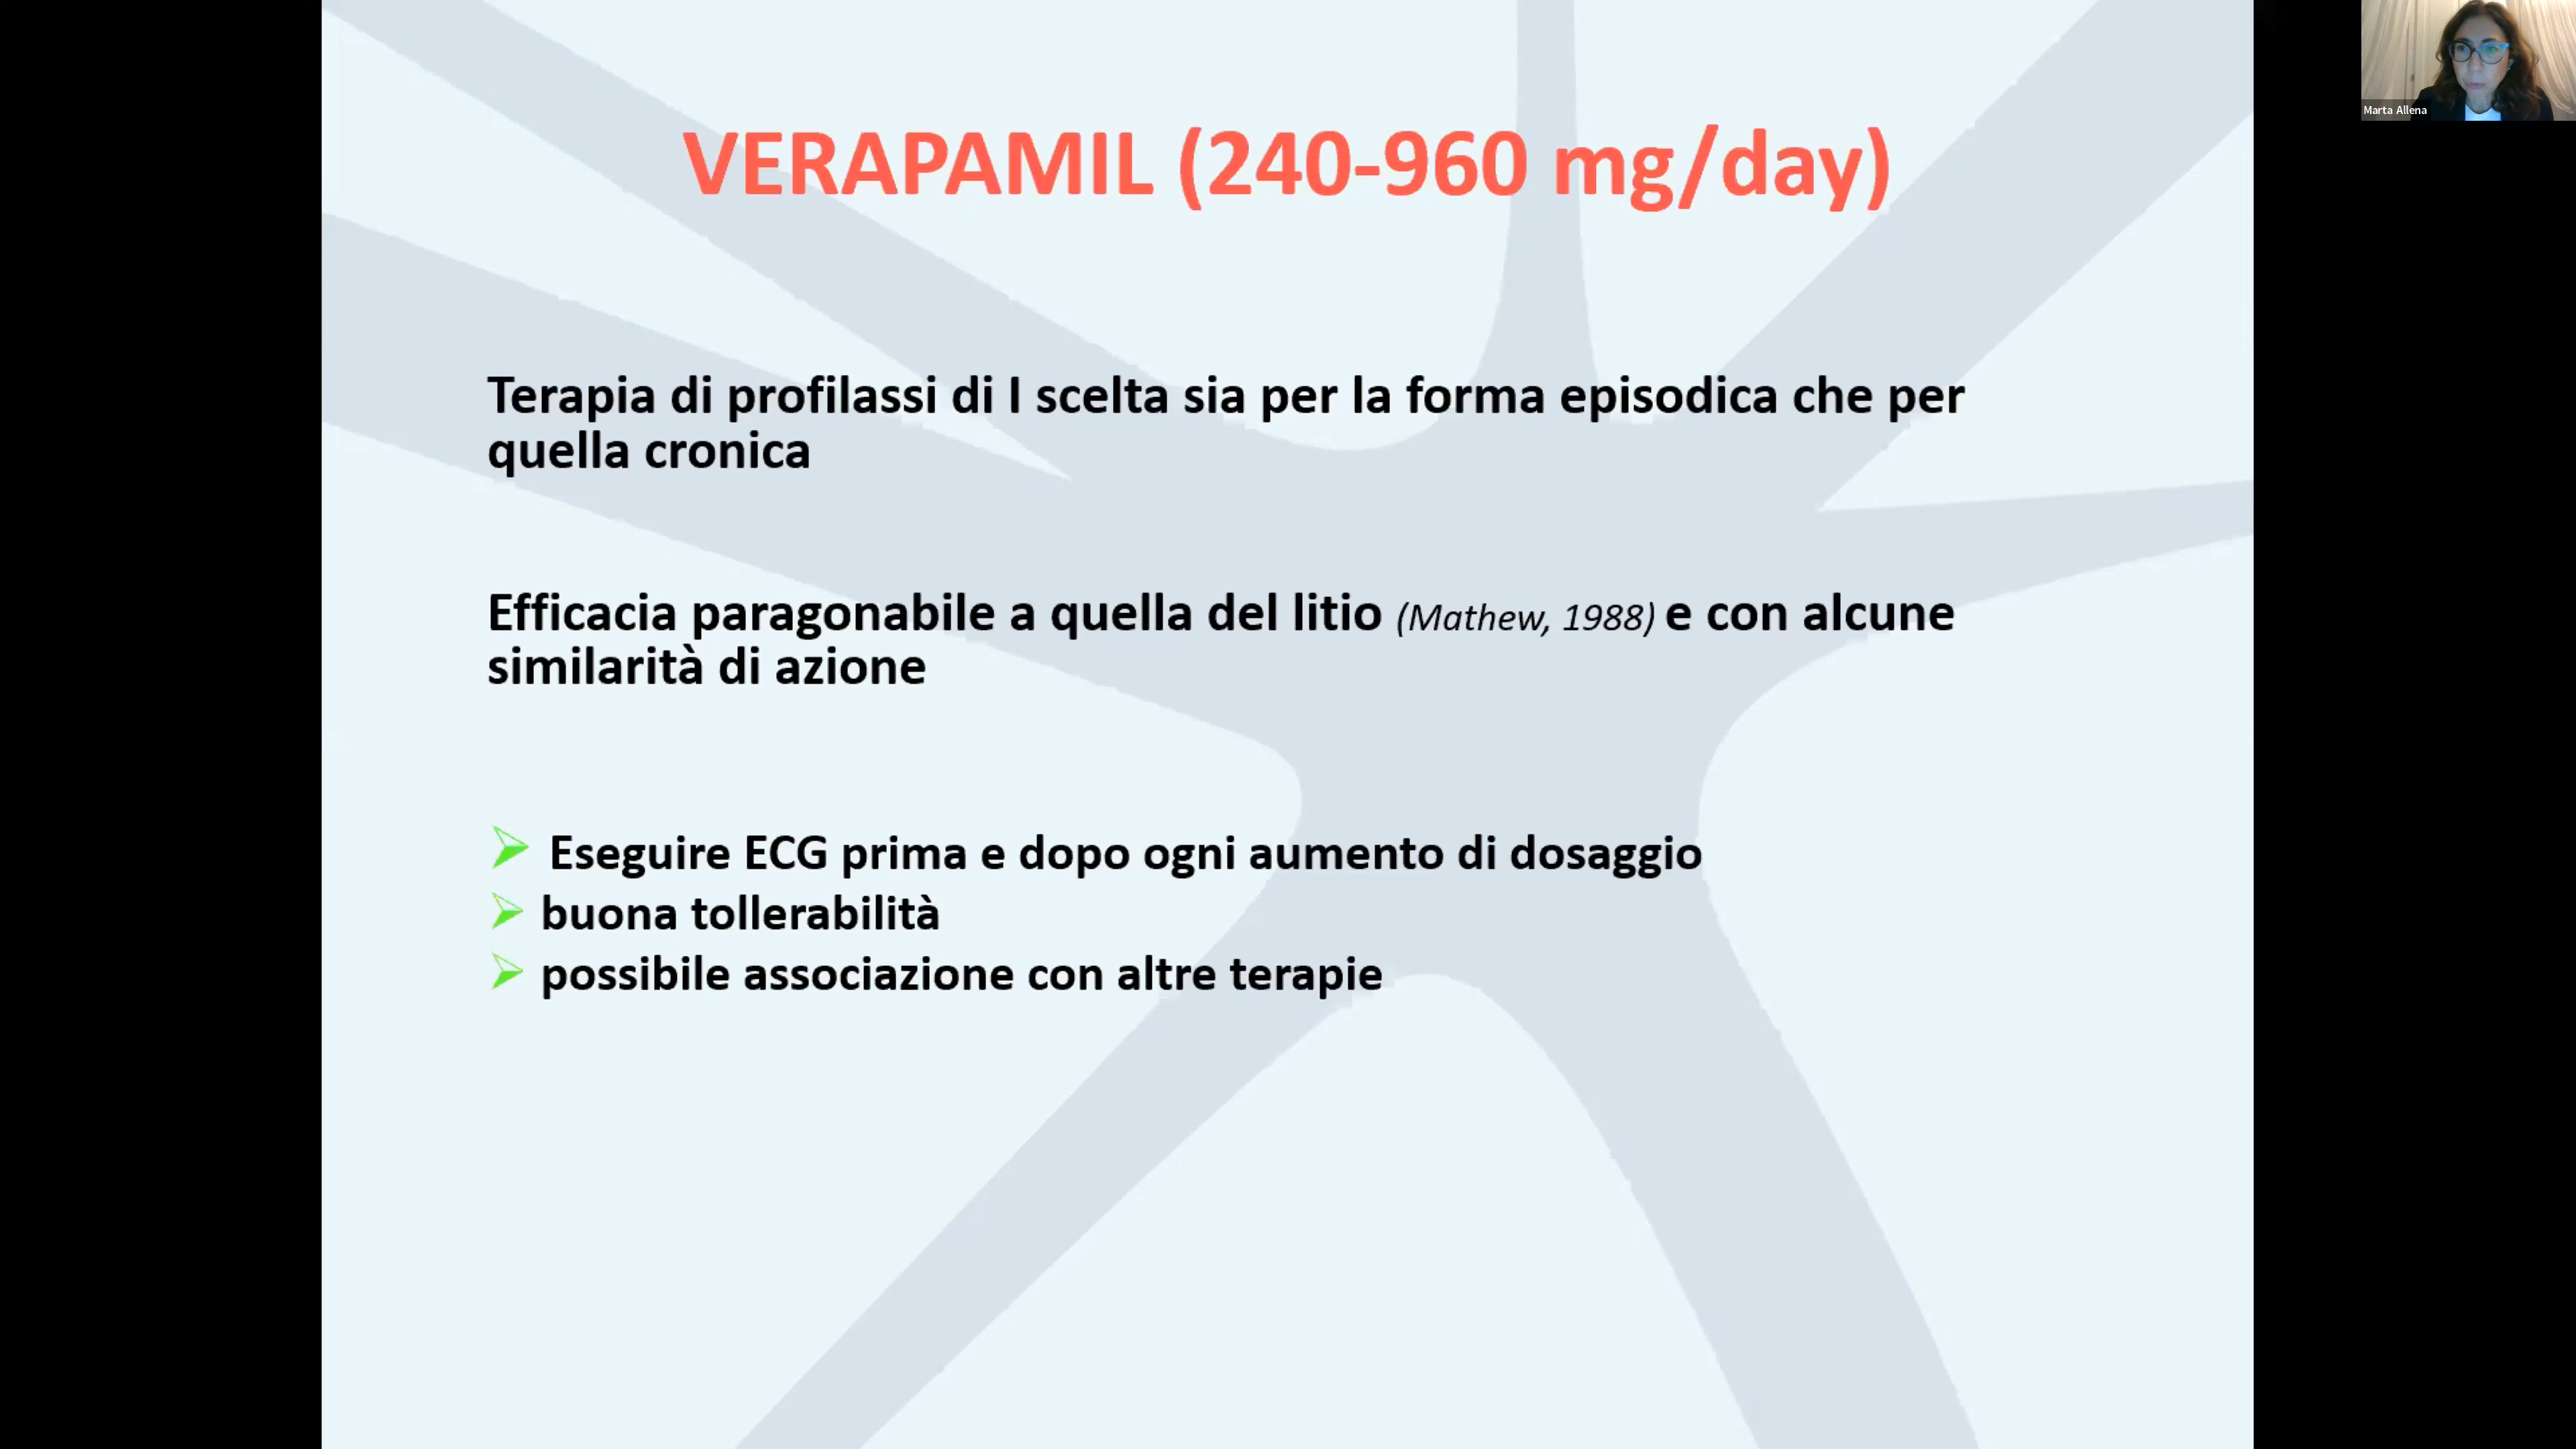 VERAPAMIL (240-960 mg/day)
Terapia di profilassi di I scelta sia per la forma episodica che per
quella cronica
Efficacia paragonabile a quella del litio (Mathew, 1988) e con alcune
similarità di azione
Eseguire ECG prima e dopo ogni aumento di dosaggio
buona tollerabilità
possibile associazione con altre terapie
Marta Allena